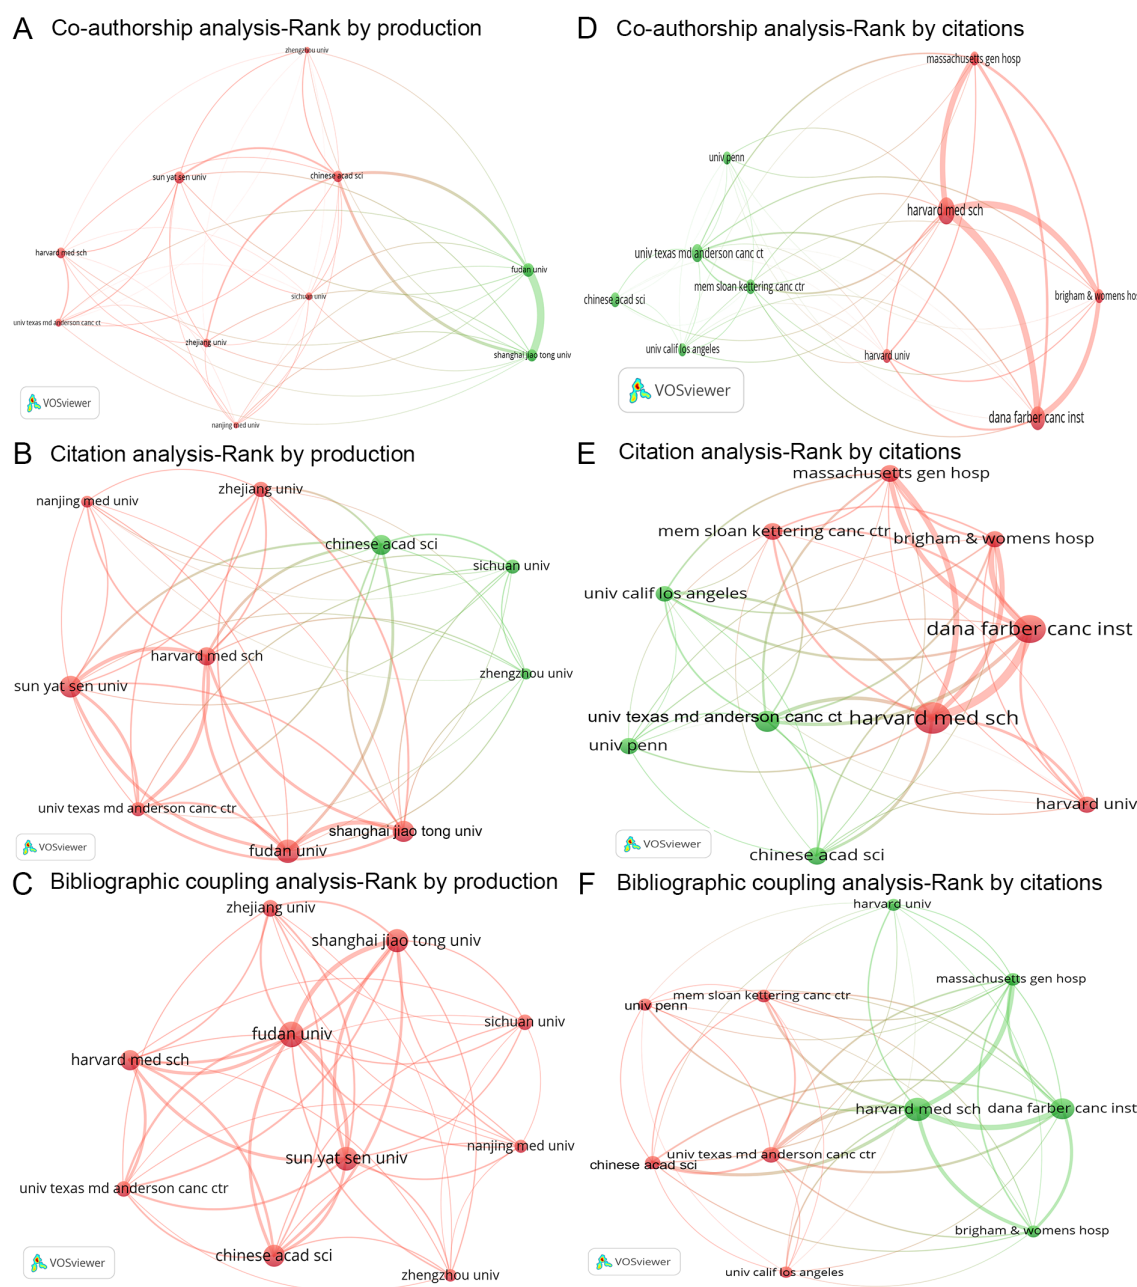 A Co-authorship analysis-Rank by production
zhengzhou univ
sun yat sen univ
chinese acad sci
harvard med sch
fudan univ
sichuan univ
univ texas md anderson canc ct
zhejiang univ
shanghai jiao tong univ
nanjing med univ
VOSviewer
B Citation analysis-Rank by production
zhejiang univ
nanjing med univ
chinese acad sci
sichuan univ
harvard med sch
zhengzhou univ
sun yat sen univ
univ texas md anderson canc ctr
shanghai jiao tong univ
fudan univ
VOSviewer
C Bibliographic coupling analysis-Rank by production
zhejiang univ
shanghai jiao tong univ
sichuan univ
fudan univ
harvard med sch
nanjing med univ
sun yat sen univ
univ texas md anderson canc ctr
chinese acad sci
zhengzhou univ
VOSviewer
D Co-authorship analysis-Rank by citations
massachusetts gen hosp
univ penn
harvard med sch
univ texas md anderson canc ct
mem sloan kettering canc ctr
chinese acad sci
brigham & womens hos
univ calif los angeles
harvard univ
dana farber canc inst
VOSviewer
E Citation analysis-Rank by citations
massachusetts gen hosp
mem sloan kettering canc ctr
brigham & womens hosp
univ calif los angeles
dana farber canc inst
univ texas md anderson canc ct
harvard med sch
univ penn
harvard univ
chinese acad sci
VOSviewer
F Bibliographic coupling analysis-Rank by citations
harvard univ
massachusetts gen hosp
mem sloan kettering canc ctr
univ penn
harvard med sch
dana farber canc inst
univ texas md anderson canc ctr
chinese acad sci
brigham & womens hosp
univ calif los angeles
VOSviewer